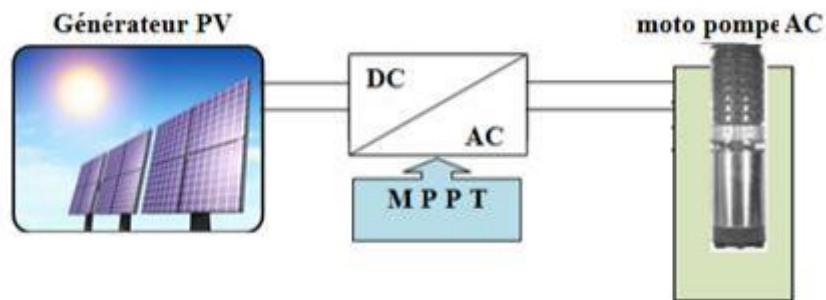 Générateur PV
moto pompe AC
DC
AC
M P P T